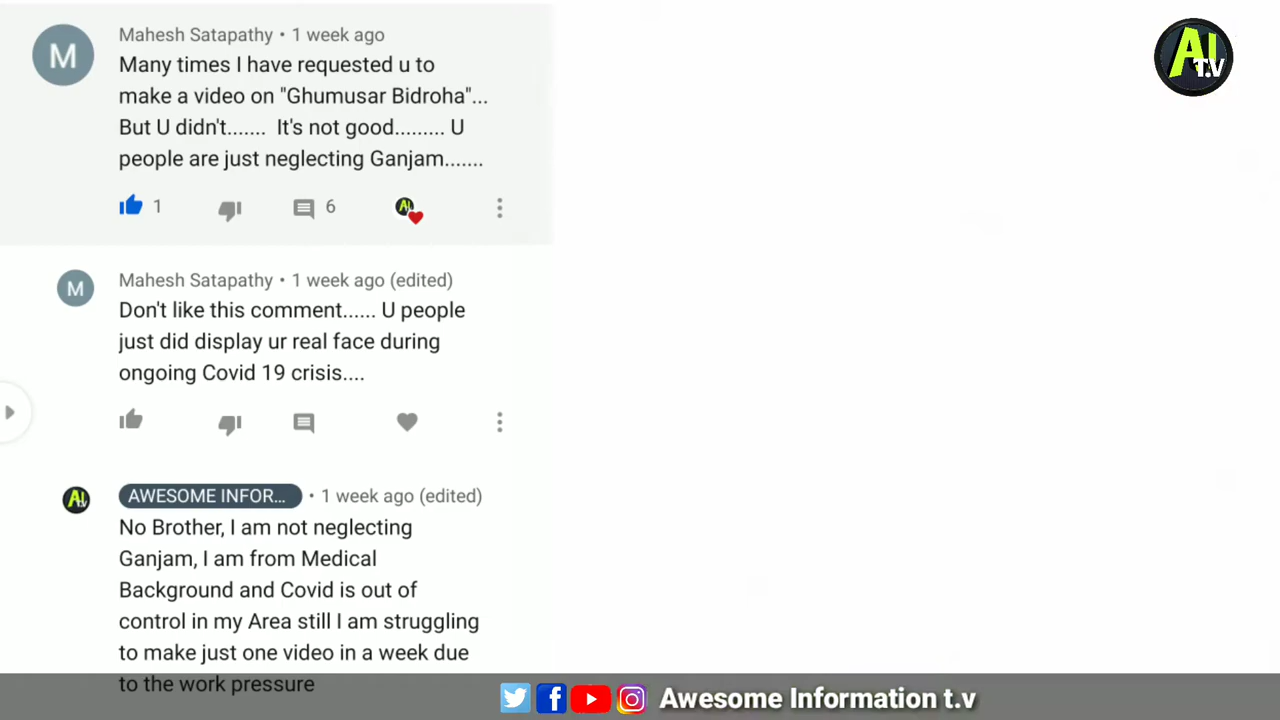 Mahesh Satapathy • 1 week ago
Many times I have requested u to
make a video on "Ghumusar Bidroha"...
But U didn't....... It's not good......... U
people are just neglecting Ganjam.......
1
6
M
Mahesh Satapathy • 1 week ago (edited)
Don't like this comment...... U people
just did display ur real face during
ongoing Covid 19 crisis....
M
AWESOME INFOR... • 1 week ago (edited)
No Brother, I am not neglecting
Ganjam, I am from Medical
Background and Covid is out of
control in my Area still I am struggling
to make just one video in a week due
to the work pressure
Awesome Information t.v
AI
T.V